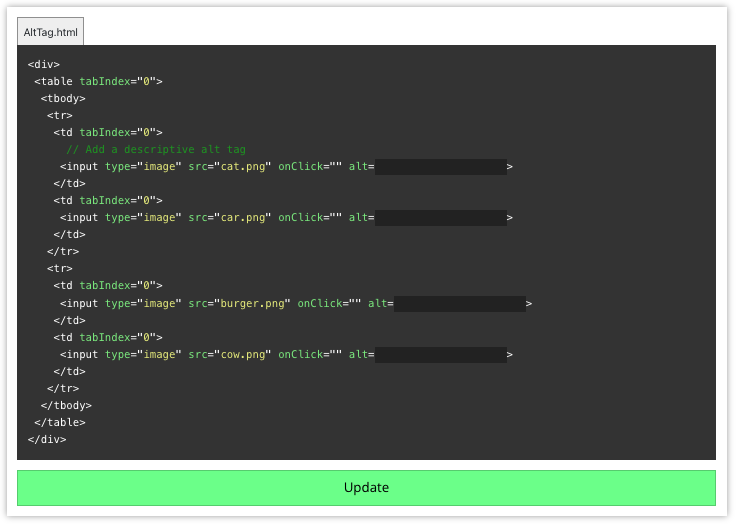 AltTag.html
<div>
<table tabIndex="0">
<tbody>
<tr>
<td tabIndex="0">
// Add a descriptive alt tag
<input type="image" src="cat.png" onClick="" alt= >
</td>
<td tabIndex="0">
<input type="image" src="car.png" onClick="" alt= >
</td>
</tr>
<tr>
<td tabIndex="0">
<input type="image" src="burger.png" onClick="" alt= >
</td>
<td tabIndex="0">
<input type="image" src="cow.png" onClick="" alt= >
</td>
</tr>
</tbody>
</table>
</div>
Update